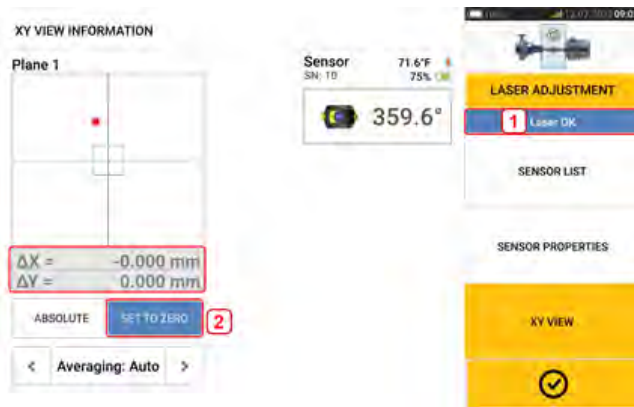 XY VIEW INFORMATION
Plane 1
ΔX = -0.000 mm
ΔY = 0.000 mm
ABSOLUTE
SET TO ZERO
2
< Averaging: Auto >
Sensor 71.6°F
SN: 10 75%
359.6°
09:0
LASER ADJUSTMENT
1 Laser OK
SENSOR LIST
SENSOR PROPERTIES
XY VIEW